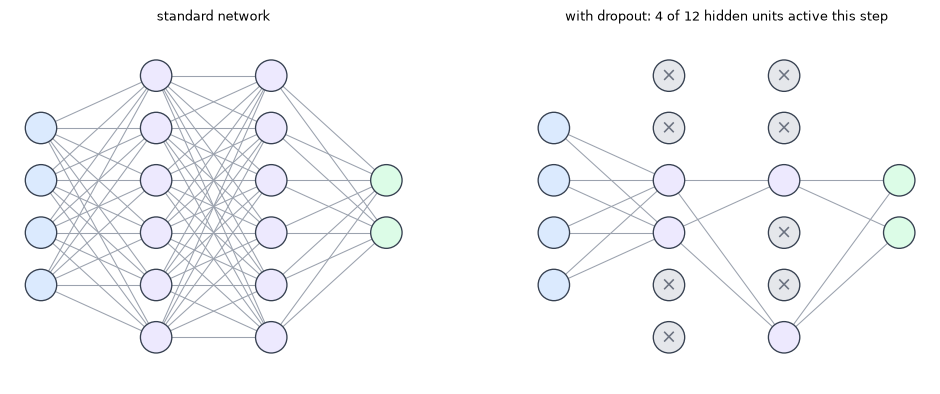 standard network
with dropout: 4 of 12 hidden units active this step